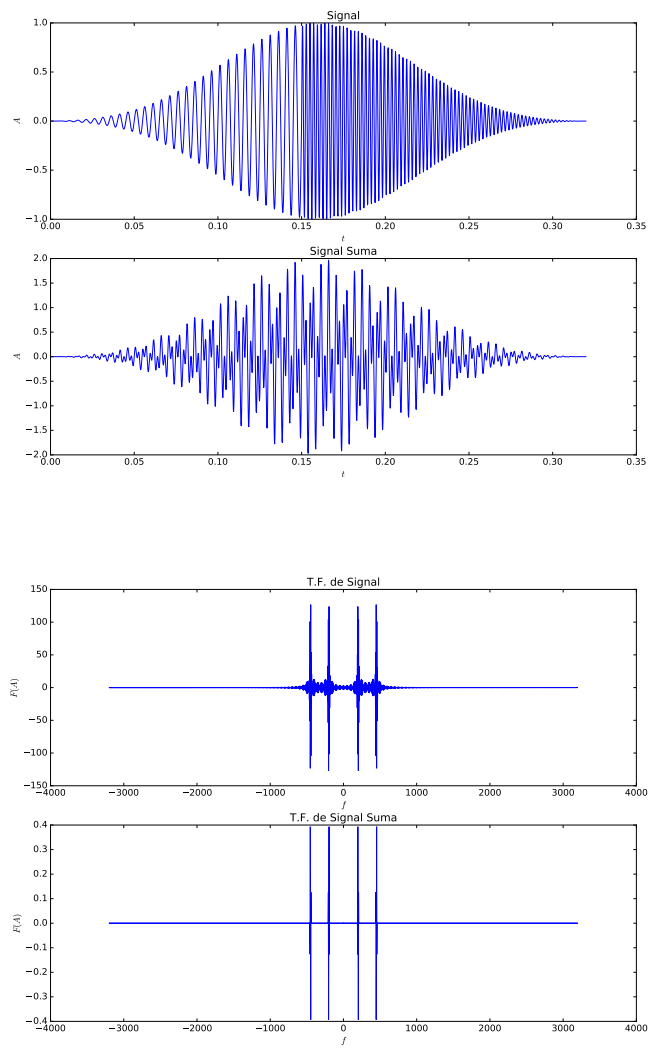 Signal
1.0
0.5
0.0
−0.5
−1.0
A
0.00 0.05 0.10 0.15 0.20 0.25 0.30 0.35
t
Signal Suma
2.0
1.5
1.0
0.5
0.0
−0.5
−1.0
−1.5
−2.0
A
0.00 0.05 0.10 0.15 0.20 0.25 0.30 0.35
t
T.F. de Signal
150
100
50
0
−50
−100
−150
F(A)
−4000 −3000 −2000 −1000 0 1000 2000 3000 4000
f
T.F. de Signal Suma
0.4
0.3
0.2
0.1
0.0
−0.1
−0.2
−0.3
−0.4
F(A)
−4000 −3000 −2000 −1000 0 1000 2000 3000 4000
f